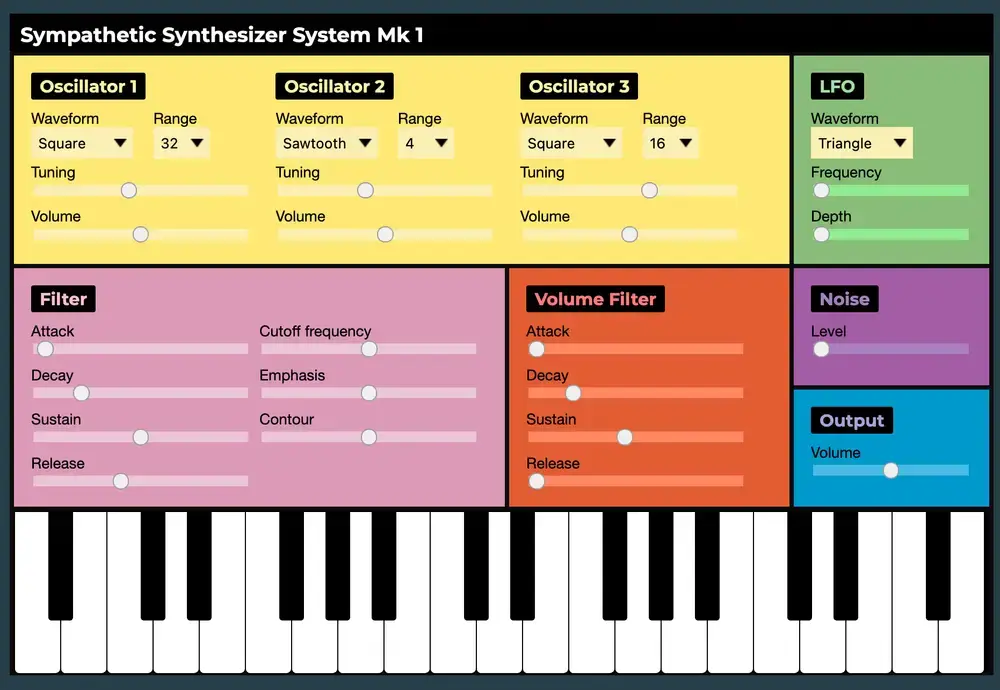 Sympathetic Synthesizer System Mk 1
Oscillator 1
Waveform Range
Square 32
Tuning
Volume
Oscillator 2
Waveform Range
Sawtooth 4
Tuning
Volume
Oscillator 3
Waveform Range
Square 16
Tuning
Volume
LFO
Waveform
Triangle
Frequency
Depth
Filter
Attack
Decay
Sustain
Release
Cutoff frequency
Emphasis
Contour
Volume Filter
Attack
Decay
Sustain
Release
Noise
Level
Output
Volume